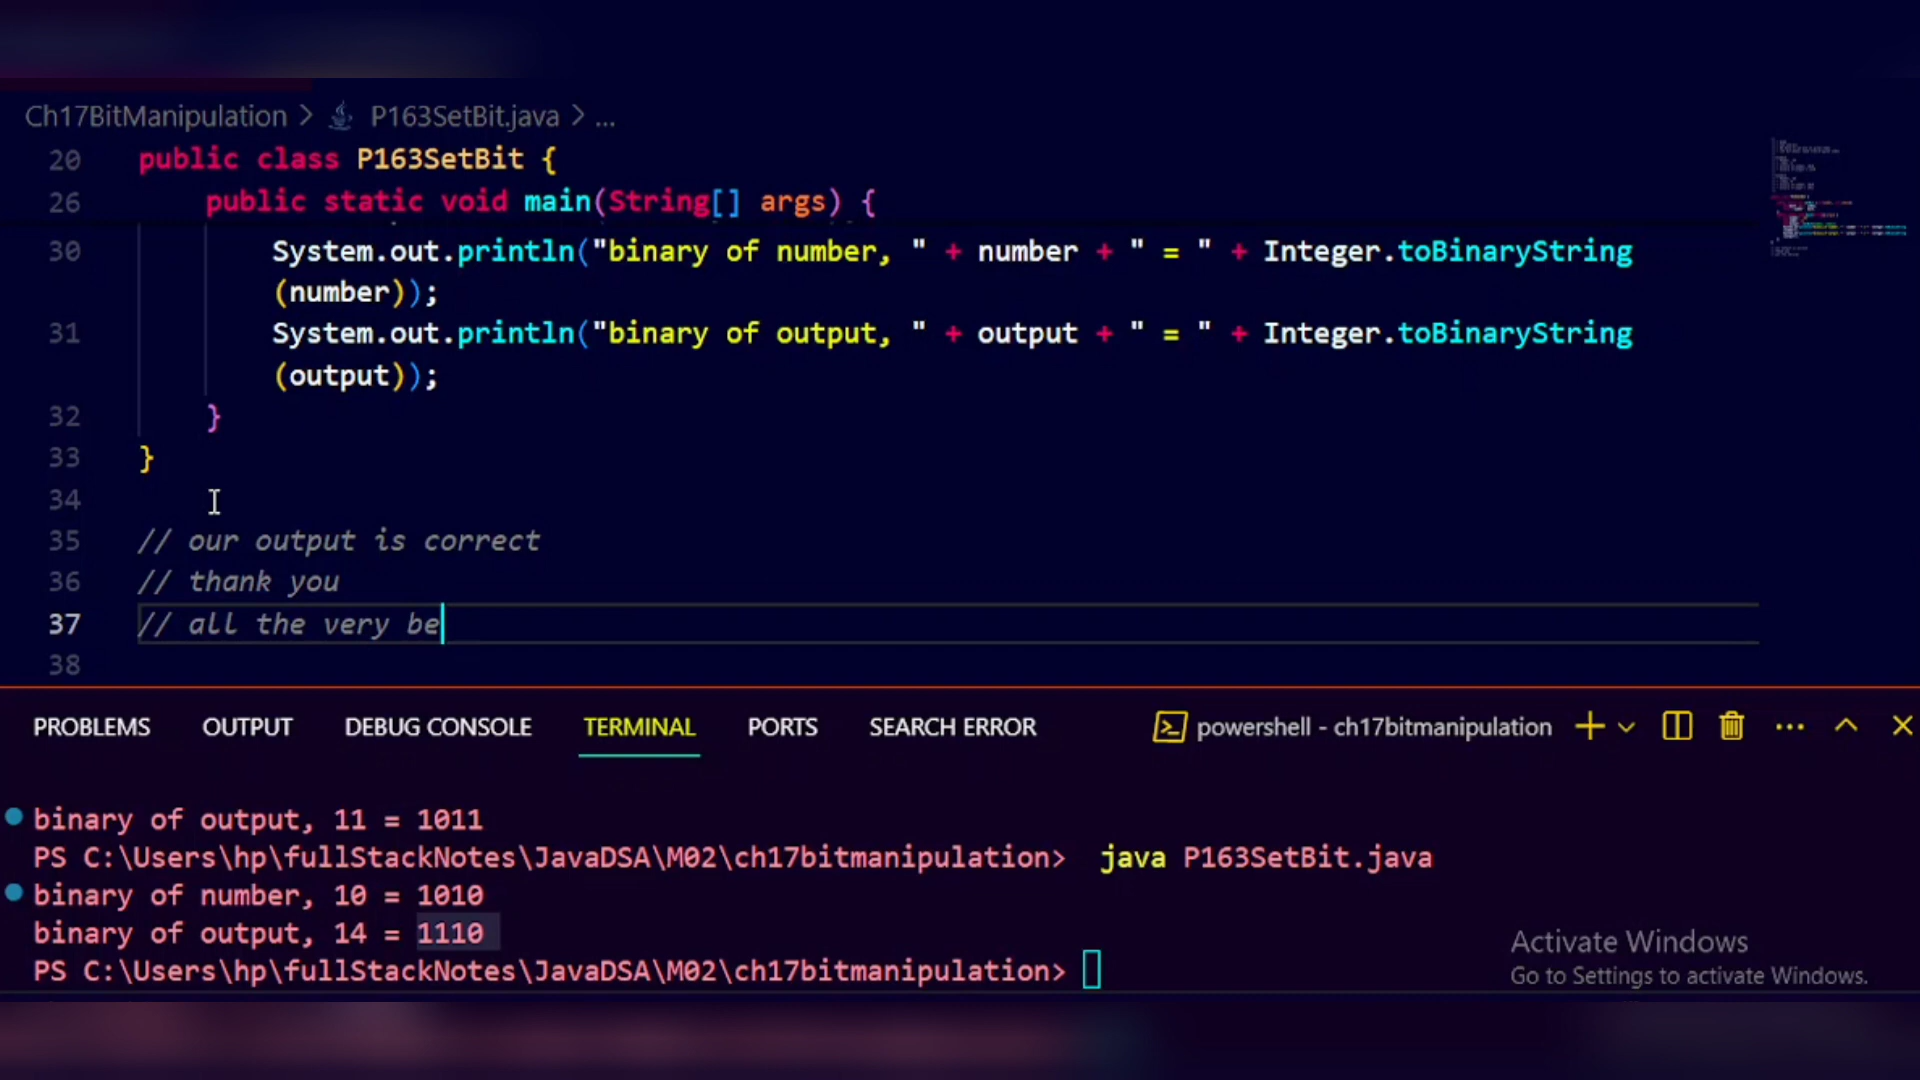 Ch17BitManipulation > P163SetBit.java > ...
20 public class P163SetBit {
26 public static void main(String[] args) {
30 System.out.println("binary of number, " + number + " = " + Integer.toBinaryString
(number));
31 System.out.println("binary of output, " + output + " = " + Integer.toBinaryString
(output));
32 }
33 }
34
35 // our output is correct
36 // thank you
37 // all the very be
38
PROBLEMS OUTPUT DEBUG CONSOLE TERMINAL PORTS SEARCH ERROR powershell - ch17bitmanipulation
binary of output, 11 = 1011
PS C:\Users\hp\fullStackNotes\JavaDSA\M02\ch17bitmanipulation> java P163SetBit.java
binary of number, 10 = 1010
binary of output, 14 = 1110
PS C:\Users\hp\fullStackNotes\JavaDSA\M02\ch17bitmanipulation>
Activate Windows
Go to Settings to activate Windows.